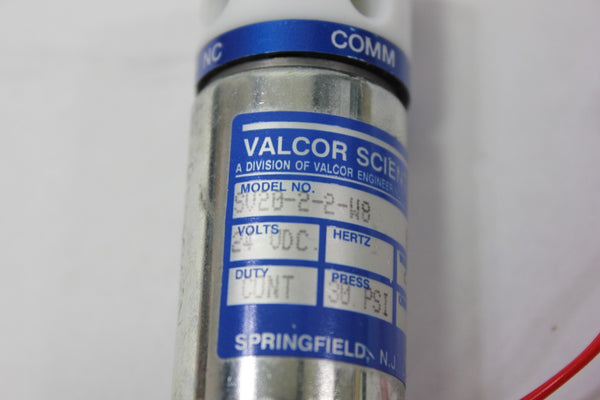 NC COMM
VALCOR SCIEN
A DIVISION OF VALCOR ENGINEER
MODEL NO.
SV20-2-2-W8
VOLTS HERTZ
24 VDC.
DUTY PRESS
CONT 30 PSI
SPRINGFIELD, N.J.